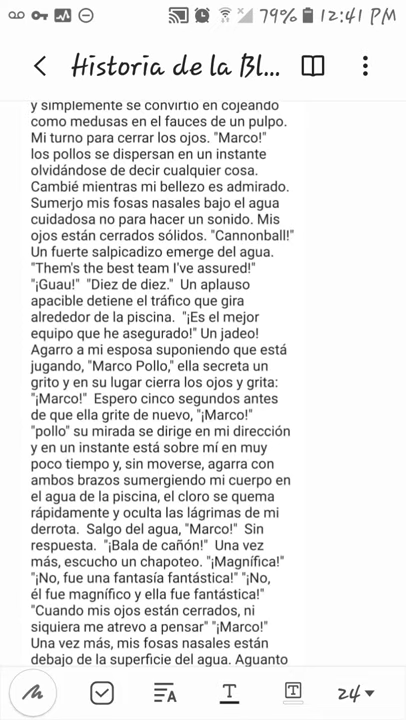 79% 12:41 PM
Historia de la Bl...
y simplemente se convirtió en cojeando
como medusas en el fauces de un pulpo.
Mi turno para cerrar los ojos. "Marco!"
los pollos se dispersan en un instante
olvidándose de decir cualquier cosa.
Cambié mientras mi bellezo es admirado.
Sumerjo mis fosas nasales bajo el agua
cuidadosa no para hacer un sonido. Mis
ojos están cerrados sólidos. "Cannonball!"
Un fuerte salpicadizo emerge del agua.
"Them's the best team I've assured!"
"¡Guau!" "Diez de diez." Un aplauso
apacible detiene el tráfico que gira
alrededor de la piscina. "¡Es el mejor
equipo que he asegurado!" Un jadeo!
Agarro a mi esposa suponiendo que está
jugando, "Marco Pollo," ella secreta un
grito y en su lugar cierra los ojos y grita:
"¡Marco!" Espero cinco segundos antes
de que ella grite de nuevo, "¡Marco!"
"pollo" su mirada se dirige en mi dirección
y en un instante está sobre mí en muy
poco tiempo y, sin moverse, agarra con
ambos brazos sumergiendo mi cuerpo en
el agua de la piscina, el cloro se quema
rápidamente y oculta las lágrimas de mi
derrota. Salgo del agua, "Marco!" Sin
respuesta. "¡Bala de cañón!" Una vez
más, escucho un chapoteo. "¡Magnífica!"
"¡No, fue una fantasía fantástica!" "¡No,
él fue magnífico y ella fue fantástica!"
"Cuando mis ojos están cerrados, ni
siquiera me atrevo a pensar" "¡Marco!"
Una vez más, mis fosas nasales están
debajo de la superficie del agua. Aguanto
A T T 24